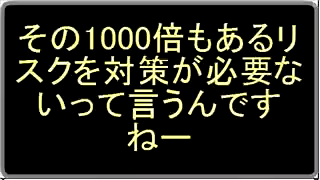 その1000倍もあるリ
スクを対策が必要な
いって言うんです
ねー